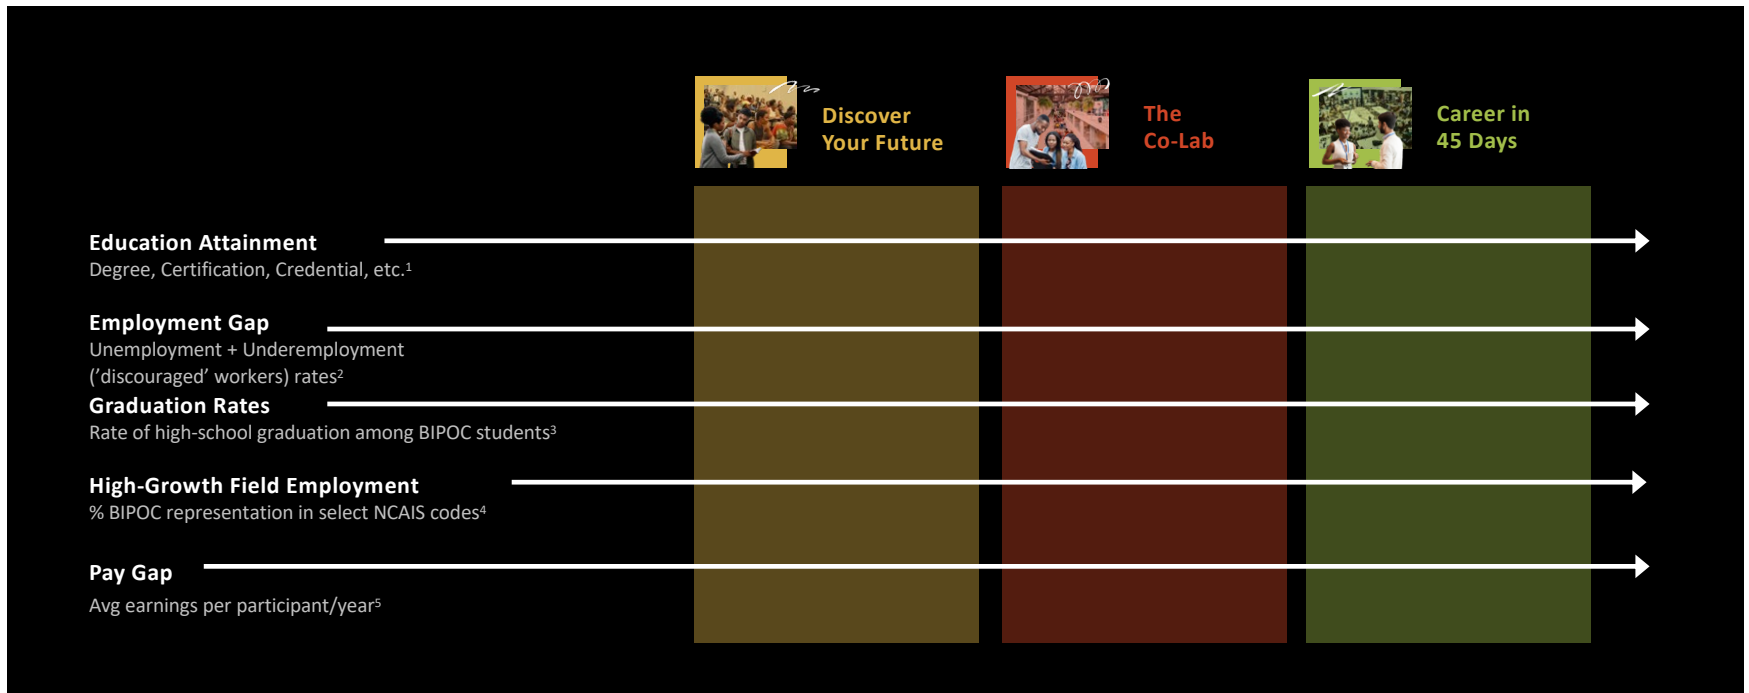 Discover
Your Future
The
Co-Lab
Career in
45 Days
Education Attainment
Degree, Certification, Credential, etc.¹
Employment Gap
Unemployment + Underemployment
(’discouraged’ workers) rates²
Graduation Rates
Rate of high-school graduation among BIPOC students³
High-Growth Field Employment
% BIPOC representation in select NCAIS codes⁴
Pay Gap
Avg earnings per participant/year⁵